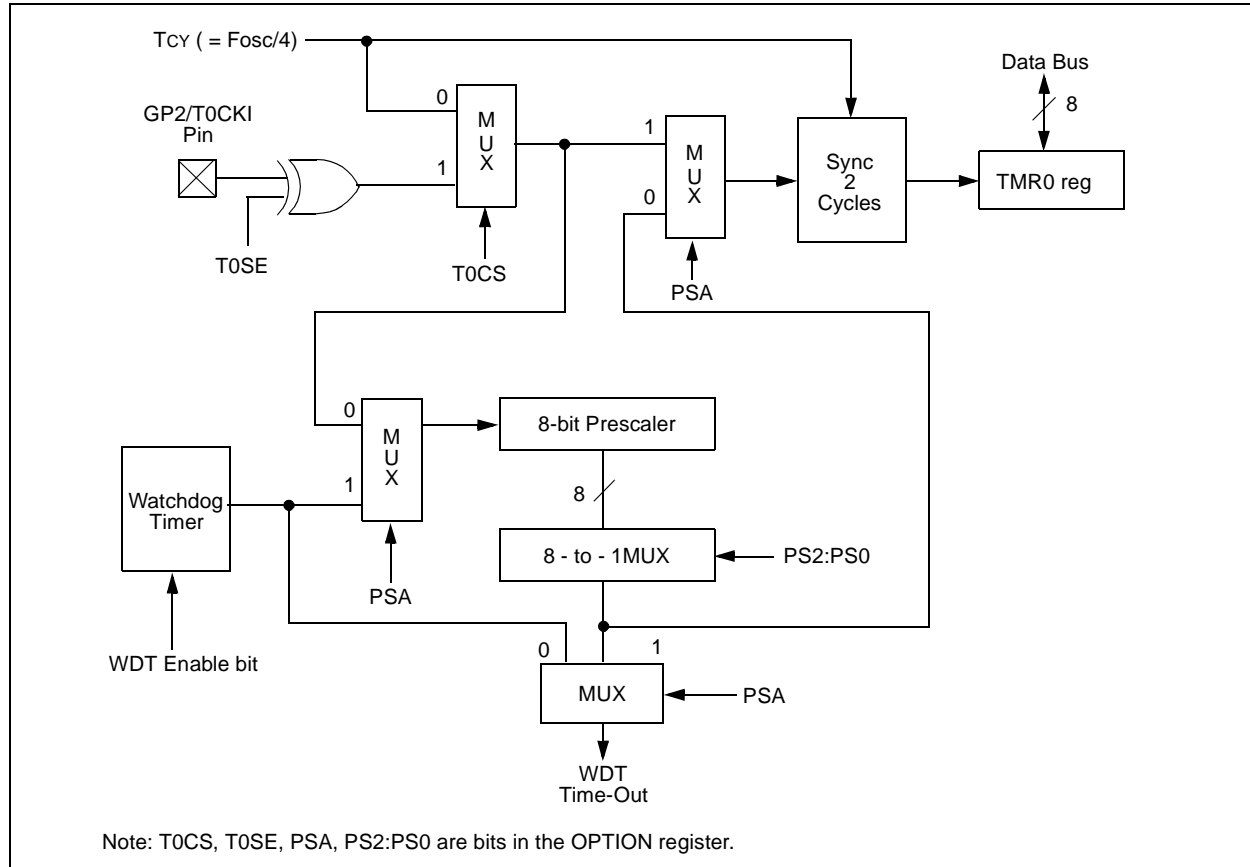 TCY ( = Fosc/4)
Data Bus
8
GP2/T0CKI
Pin
0
1
MUX
T0SE
T0CS
1
0
MUX
PSA
Sync
2
Cycles
TMR0 reg
0
1
MUX
PSA
8-bit Prescaler
8
Watchdog
Timer
8 - to - 1MUX
PS2:PS0
WDT Enable bit
0
1
MUX
PSA
WDT
Time-Out
Note: T0CS, T0SE, PSA, PS2:PS0 are bits in the OPTION register.